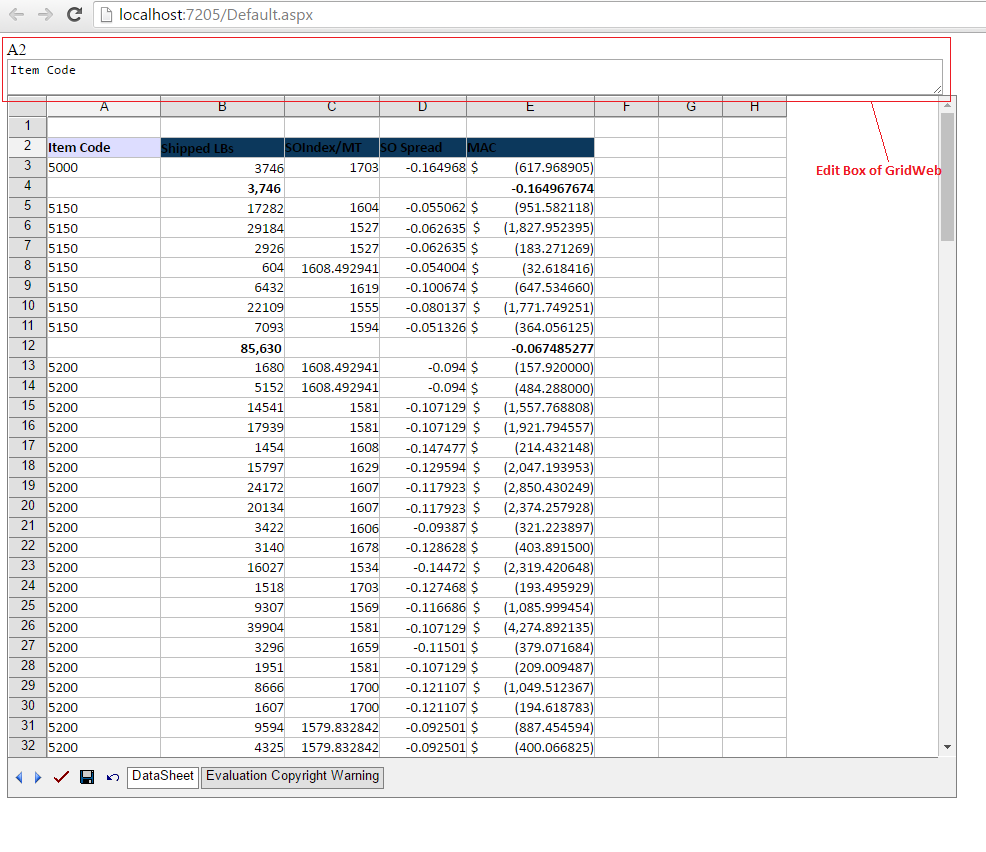 localhost:7205/Default.aspx
A2
Item Code
A B C D E F G H
1
2 Item Code Shipped LBs SOIndex/MT SO Spread MAC
3 5000 3746 1703 -0.164968 $ (617.968905)
Edit Box of GridWeb
4 3,746 -0.164967674
5 5150 17282 1604 -0.055062 $ (951.582118)
6 5150 29184 1527 -0.062635 $ (1,827.952395)
7 5150 2926 1527 -0.062635 $ (183.271269)
8 5150 604 1608.492941 -0.054004 $ (32.618416)
9 5150 6432 1619 -0.100674 $ (647.534660)
10 5150 22109 1555 -0.080137 $ (1,771.749251)
11 5150 7093 1594 -0.051326 $ (364.056125)
12 85,630 -0.067485277
13 5200 1680 1608.492941 -0.094 $ (157.920000)
14 5200 5152 1608.492941 -0.094 $ (484.288000)
15 5200 14541 1581 -0.107129 $ (1,557.768808)
16 5200 17939 1581 -0.107129 $ (1,921.794557)
17 5200 1454 1608 -0.147477 $ (214.432148)
18 5200 15797 1629 -0.129594 $ (2,047.193953)
19 5200 24172 1607 -0.117923 $ (2,850.430249)
20 5200 20134 1607 -0.117923 $ (2,374.257928)
21 5200 3422 1606 -0.09387 $ (321.223897)
22 5200 3140 1678 -0.128628 $ (403.891500)
23 5200 16027 1534 -0.14472 $ (2,319.420648)
24 5200 1518 1703 -0.127468 $ (193.495929)
25 5200 9307 1569 -0.116686 $ (1,085.999454)
26 5200 39904 1581 -0.107129 $ (4,274.892135)
27 5200 3296 1659 -0.11501 $ (379.071684)
28 5200 1951 1581 -0.107129 $ (209.009487)
29 5200 8666 1700 -0.121107 $ (1,049.512367)
30 5200 1607 1700 -0.121107 $ (194.618783)
31 5200 9594 1579.832842 -0.092501 $ (887.454594)
32 5200 4325 1579.832842 -0.092501 $ (400.066825)
DataSheet Evaluation Copyright Warning